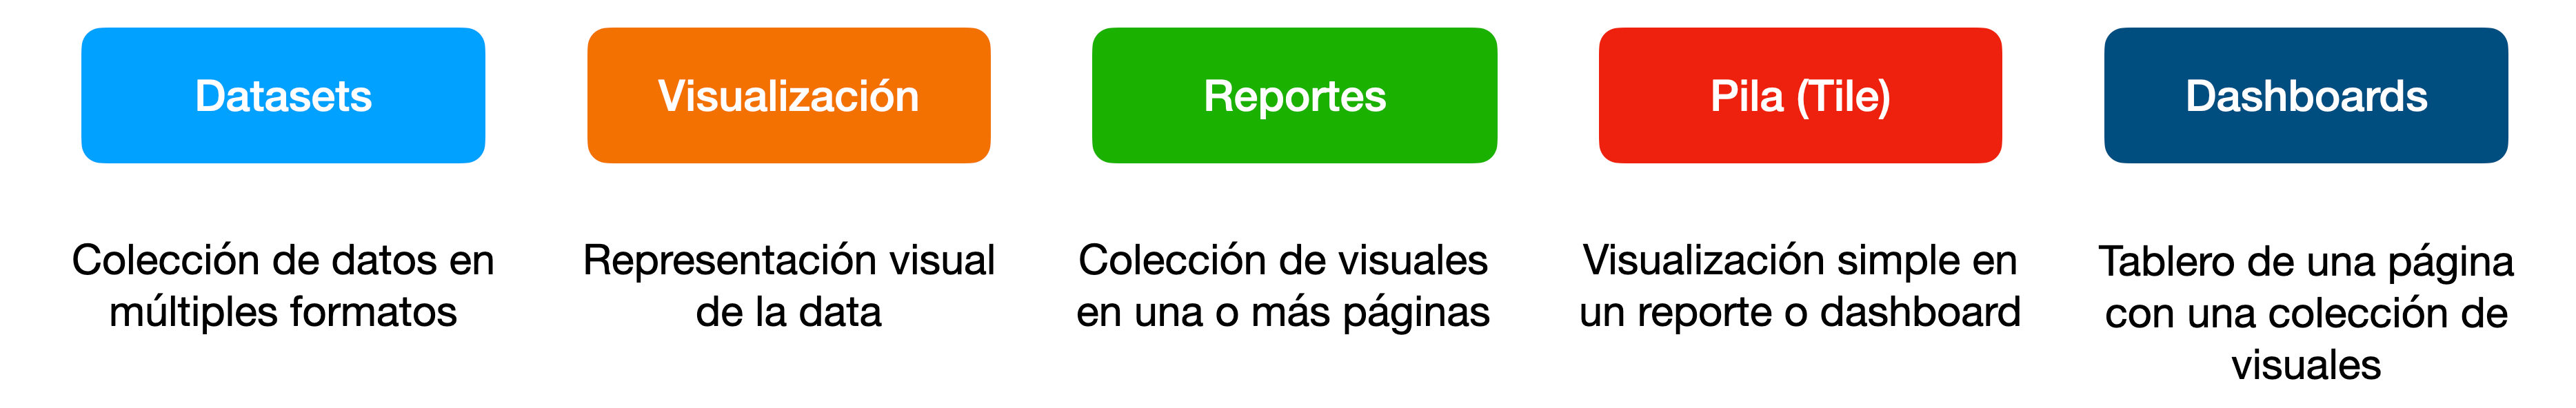 Datasets
Visualización
Reportes
Pila (Tile)
Dashboards
Colección de datos en
múltiples formatos
Representación visual
de la data
Colección de visuales
en una o más páginas
Visualización simple en
un reporte o dashboard
Tablero de una página
con una colección de
visuales